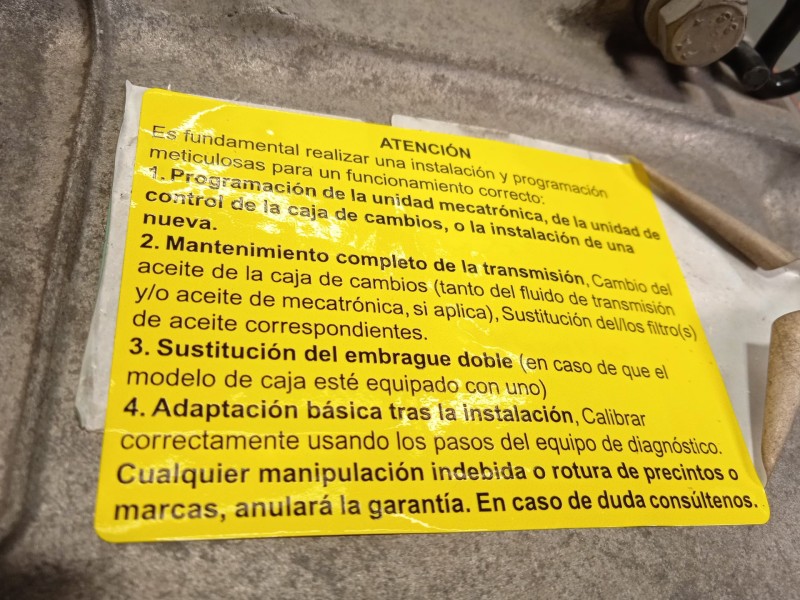 ATENCIÓN
Es fundamental realizar una instalación y programación
meticulosas para un funcionamiento correcto:
1. Programación de la unidad mecatrónica, de la unidad de
control de la caja de cambios, o la instalación de una
nueva.
2. Mantenimiento completo de la transmisión, Cambio del
aceite de la caja de cambios (tanto del fluido de transmisión
y/o aceite de mecatrónica, si aplica), Sustitución del/los filtro(s)
de aceite correspondientes.
3. Sustitución del embrague doble (en caso de que el
modelo de caja esté equipado con uno)
4. Adaptación básica tras la instalación, Calibrar
correctamente usando los pasos del equipo de diagnóstico.
Cualquier manipulación indebida o rotura de precintos o
marcas, anulará la garantía. En caso de duda consúltenos.